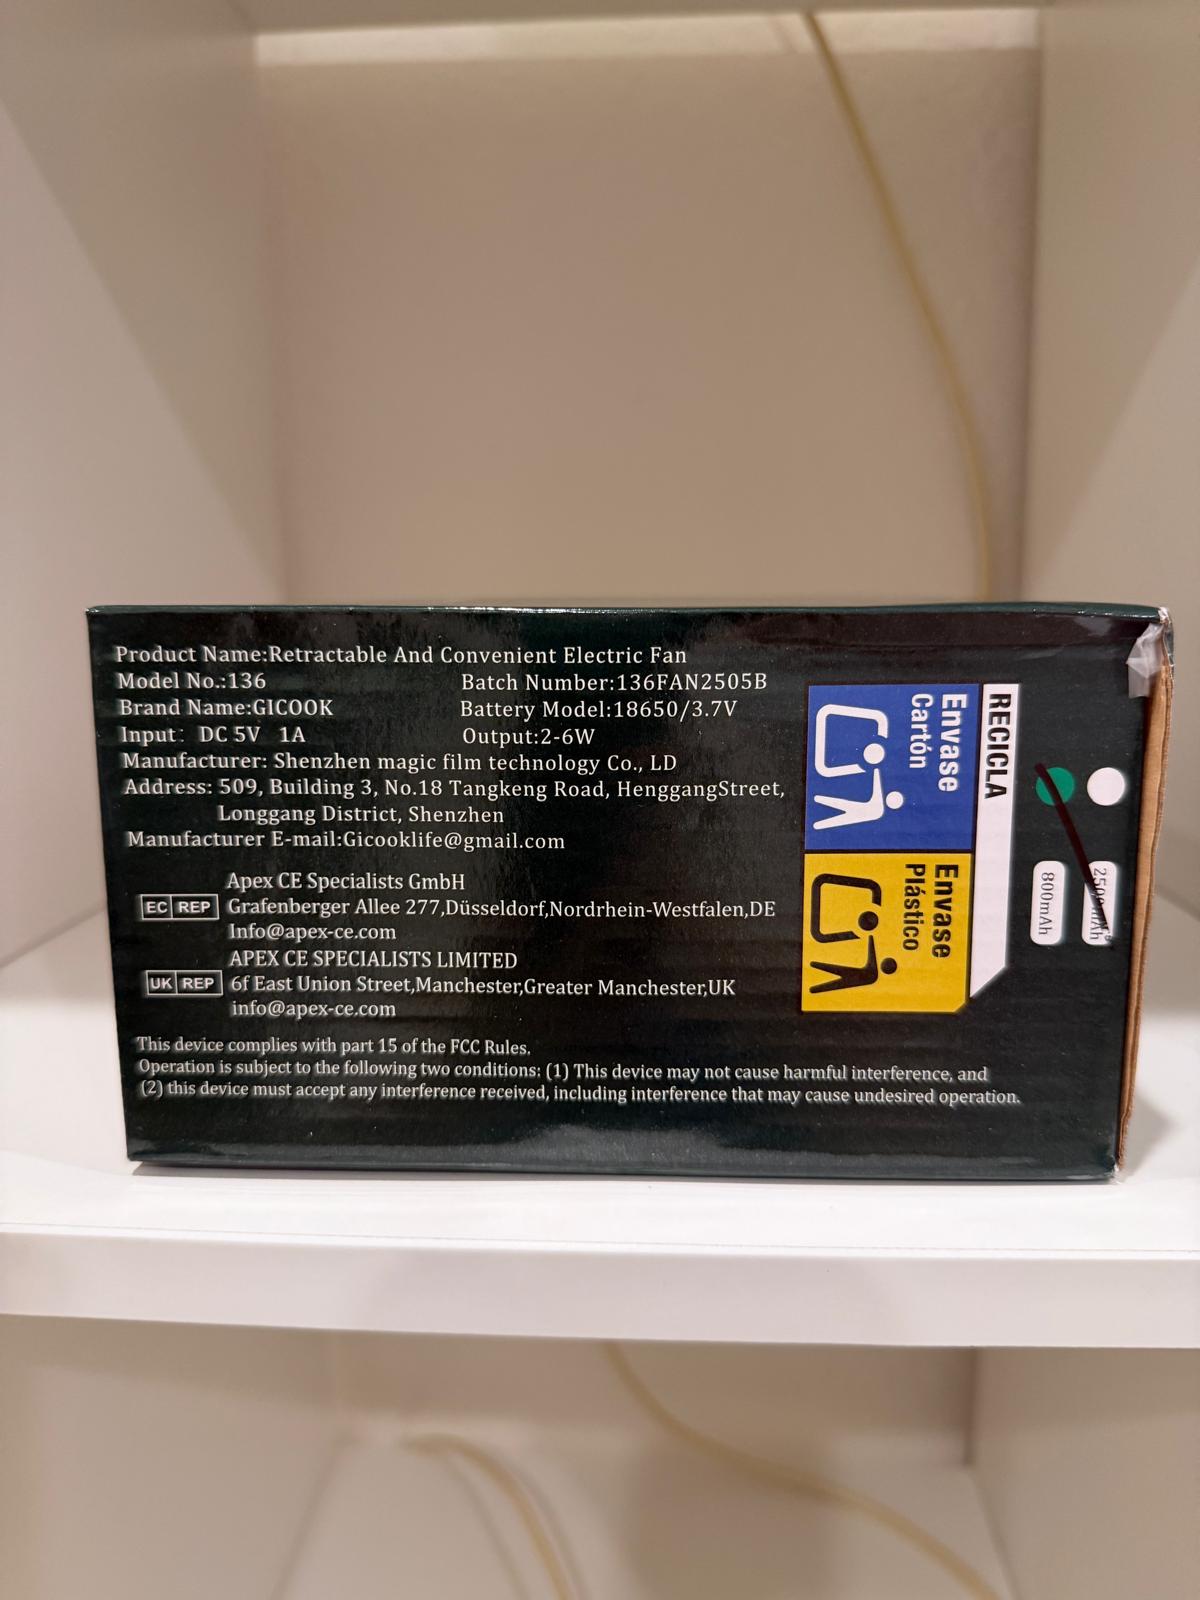 Product Name:Retractable And Convenient Electric Fan
Model No.:136 Batch Number:136FAN2505B
Brand Name:GICOOK Battery Model:18650/3.7V
Input: DC 5V 1A Output:2-6W
Manufacturer: Shenzhen magic film technology Co., LD
Address: 509, Building 3, No.18 Tangkeng Road, HenggangStreet,
Longgang District, Shenzhen
Manufacturer E-mail:Gicooklife@gmail.com
Apex CE Specialists GmbH
EC REP Grafenberger Allee 277,Düsseldorf,Nordrhein-Westfalen,DE
Info@apex-ce.com
APEX CE SPECIALISTS LIMITED
UK REP 6f East Union Street,Manchester,Greater Manchester,UK
info@apex-ce.com
This device complies with part 15 of the FCC Rules.
Operation is subject to the following two conditions: (1) This device may not cause harmful interference, and
(2) this device must accept any interference received, including interference that may cause undesired operation.
RECICLA
Envase
Cartón
Envase
Plástico
2500mAh
800mAh